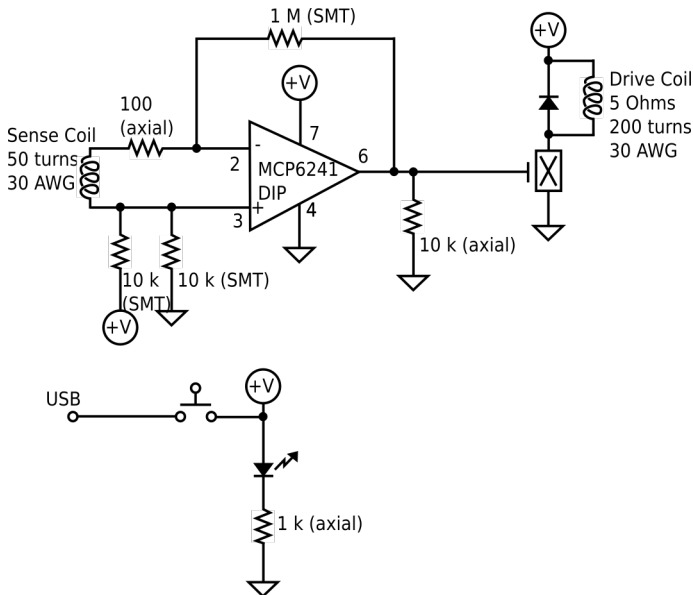 1 M (SMT)
+V
Drive Coil
5 Ohms
200 turns
30 AWG
+V
100
(axial)
Sense Coil
50 turns
30 AWG
7
-
2
6
MCP6241
DIP
+
3
4
10 k (axial)
10 k
(SMT)
10 k (SMT)
+V
USB
+V
1 k (axial)